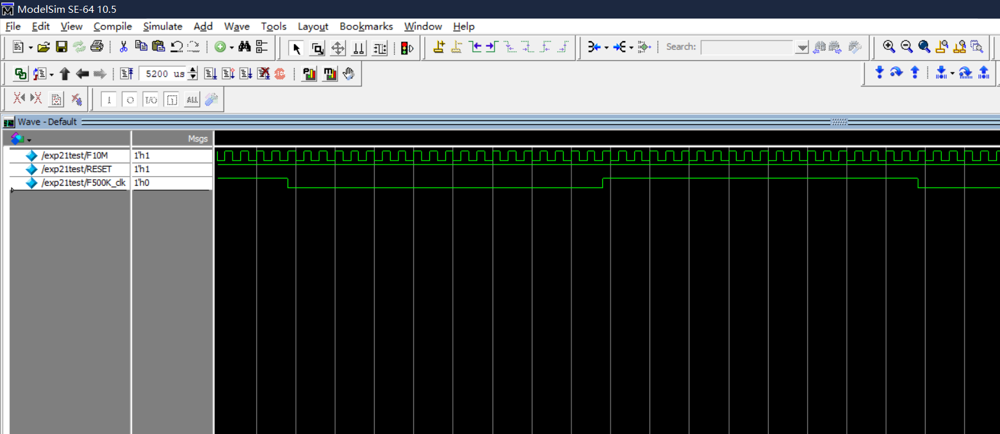 ModelSim SE-64 10.5
File Edit View Compile Simulate Add Wave Tools Layout Bookmarks Window Help
Search:
5200 us
I O I/O ALL
Wave - Default
Msgs
/exp21test/F10M 1'h1
/exp21test/RESET 1'h1
/exp21test/F500K_clk 1'h0